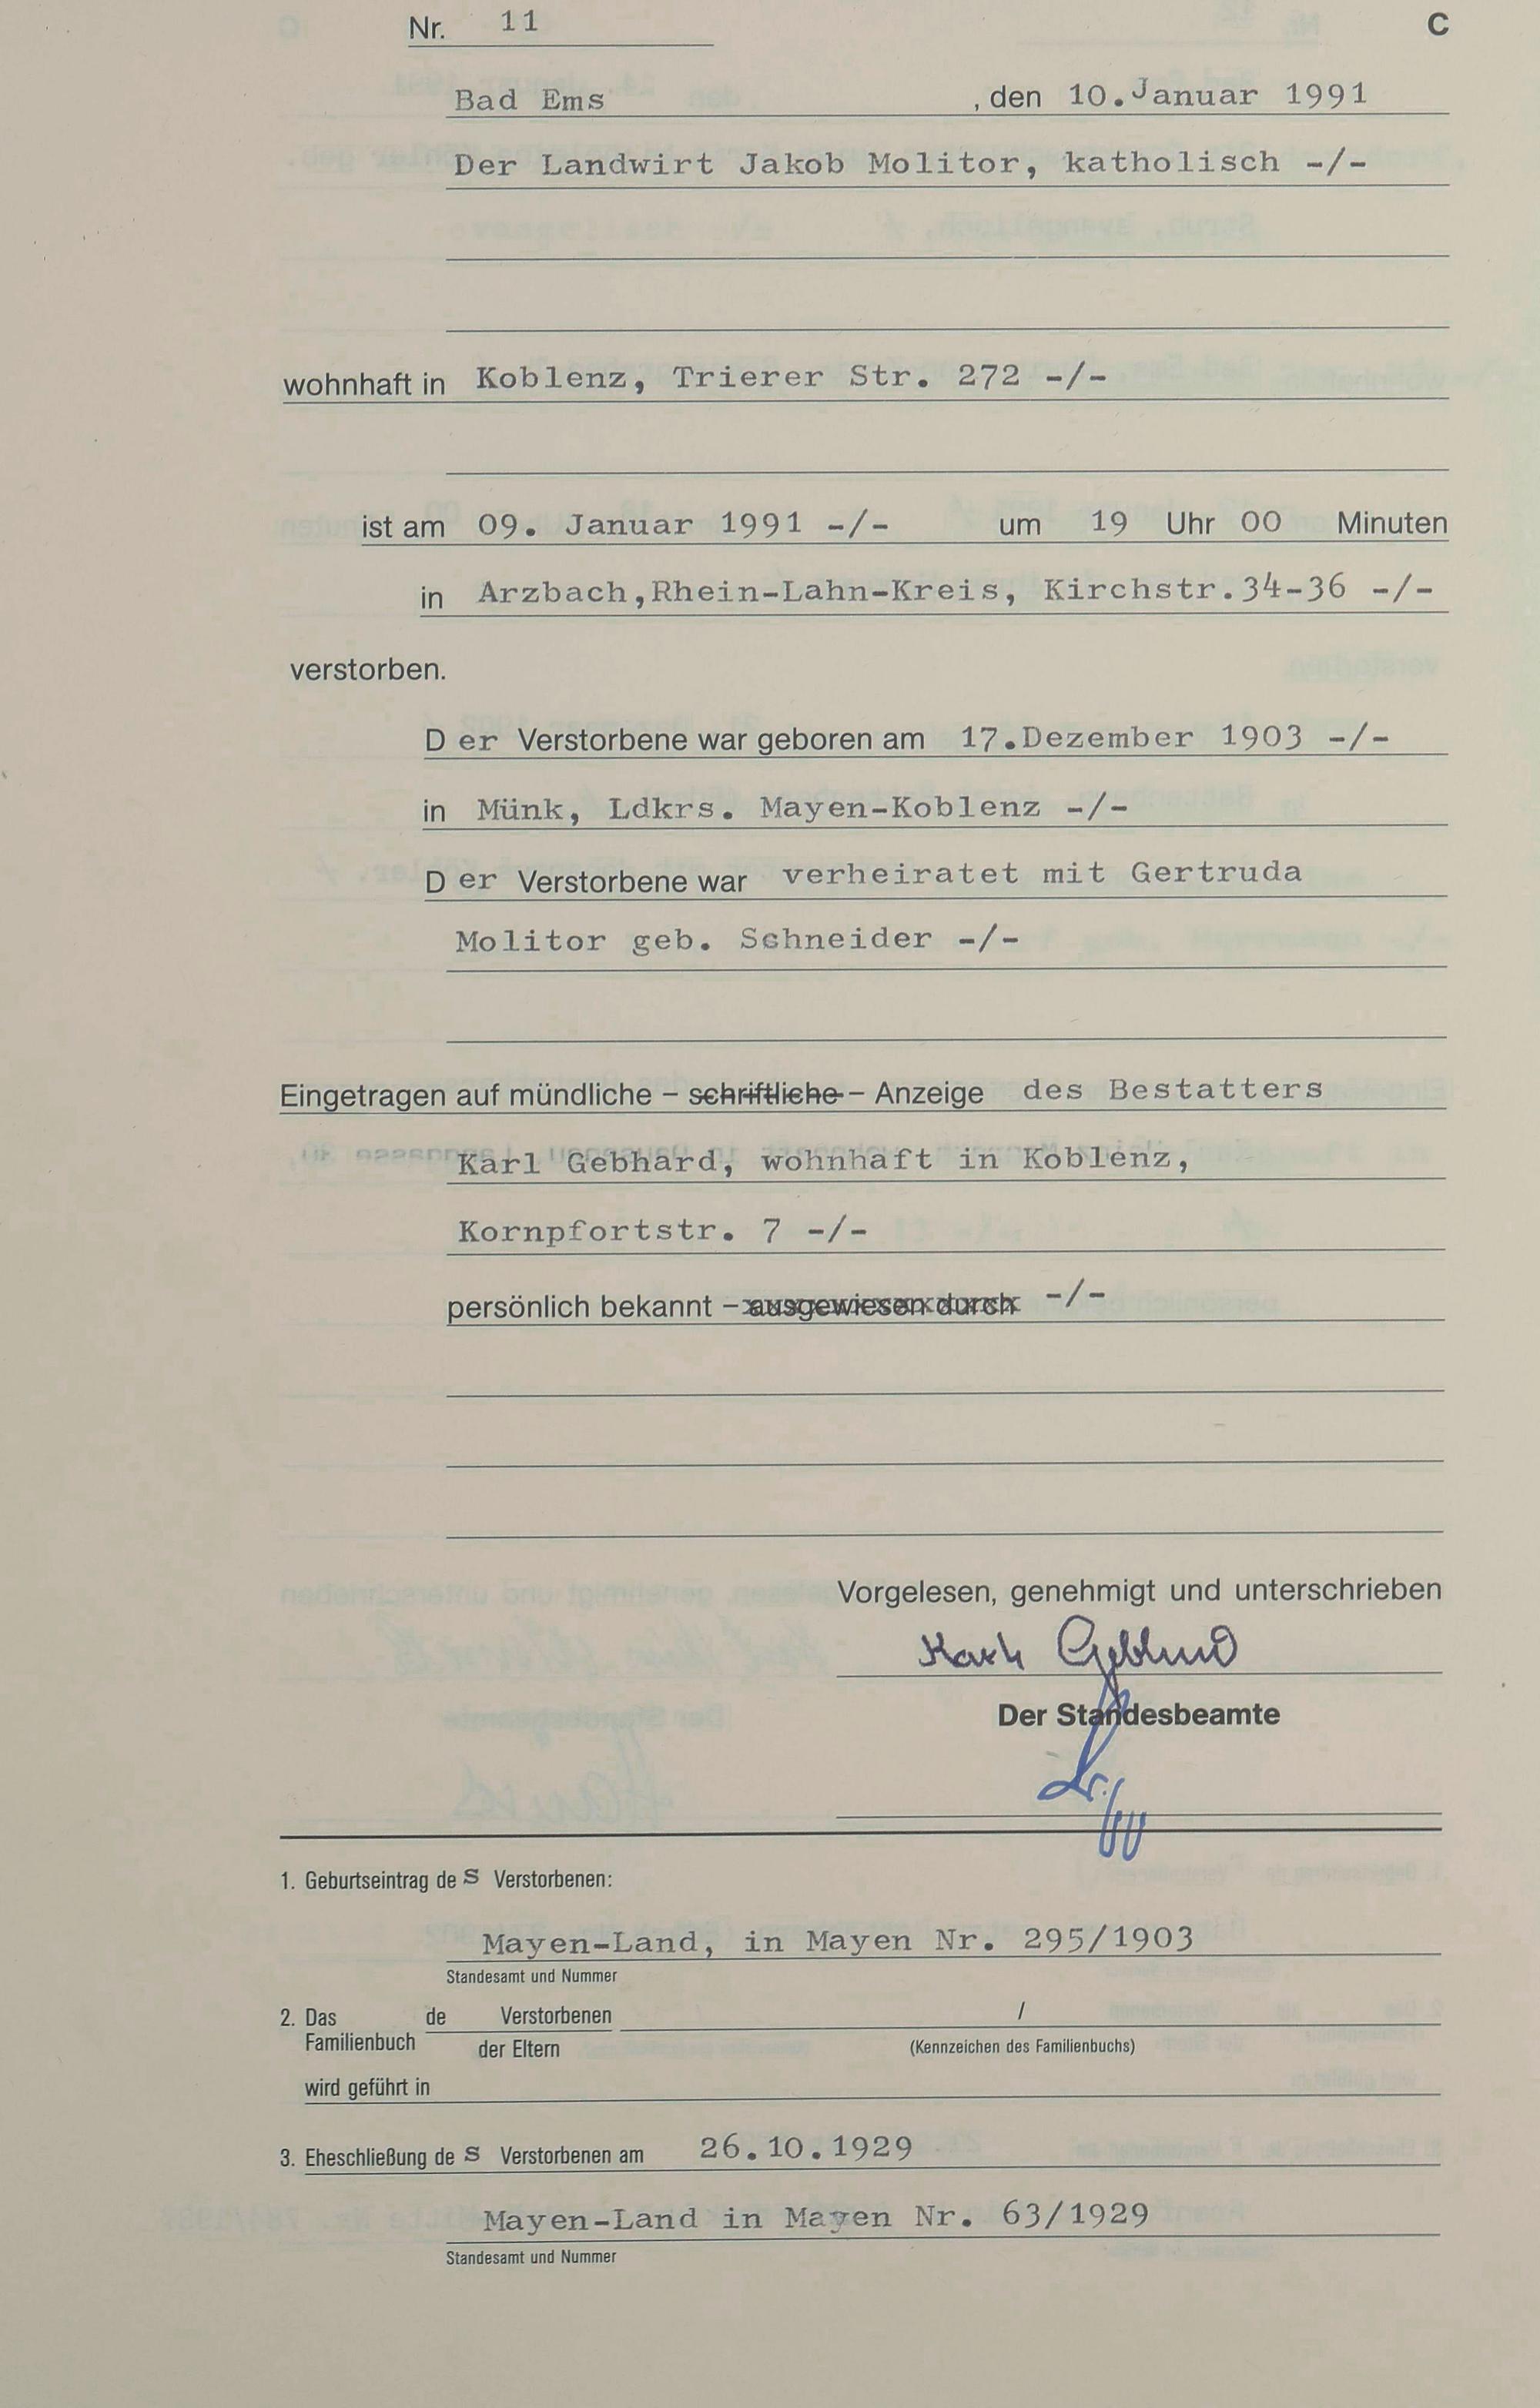 Nr. 11 C
Bad Ems , den 10.Januar 1991
Der Landwirt Jakob Molitor, katholisch -/-
wohnhaft in Koblenz, Trierer Str. 272 -/-
ist am 09. Januar 1991 -/- um 19 Uhr 00 Minuten
in Arzbach,Rhein-Lahn-Kreis, Kirchstr.34-36 -/-
verstorben.
D er Verstorbene war geboren am 17.Dezember 1903 -/-
in Münk, Ldkrs. Mayen-Koblenz -/-
D er Verstorbene war verheiratet mit Gertruda
Molitor geb. Schneider -/-
Eingetragen auf mündliche – schriftliche – Anzeige des Bestatters
Karl Gebhard, wohnhaft in Koblenz,
Kornpfortstr. 7 -/-
persönlich bekannt – ausgewiesen durch -/-
Vorgelesen, genehmigt und unterschrieben
Karl Gebhard
Der Standesbeamte
1. Geburtseintrag de s Verstorbenen:
Mayen-Land, in Mayen Nr. 295/1903
Standesamt und Nummer
2. Das de Verstorbenen /
Familienbuch der Eltern (Kennzeichen des Familienbuchs)
wird geführt in
3. Eheschließung de s Verstorbenen am 26.10.1929
Mayen-Land in Mayen Nr. 63/1929
Standesamt und Nummer